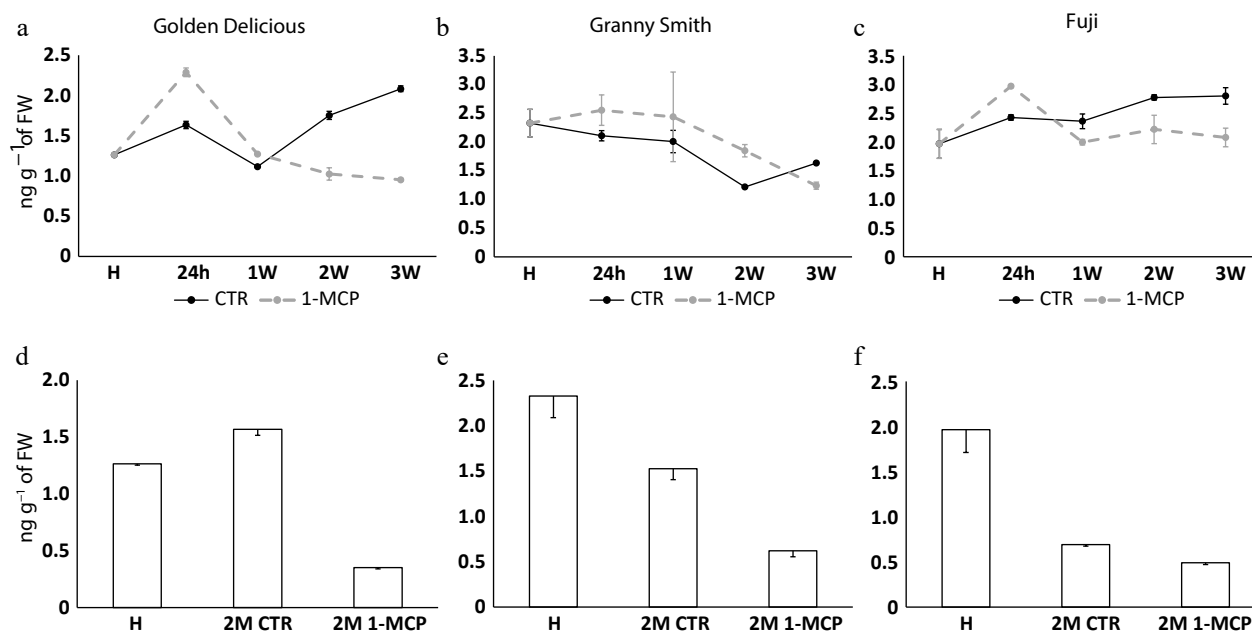 a Golden Delicious
2.5
2.0
1.5
1.0
0.5
0
ng g⁻¹ of FW
H 24h 1W 2W 3W
CTR 1-MCP
b Granny Smith
3.5
3.0
2.5
2.0
1.5
1.0
0.5
0
H 24h 1W 2W 3W
CTR 1-MCP
c Fuji
3.5
3.0
2.5
2.0
1.5
1.0
0.5
0
H 24h 1W 2W 3W
CTR 1-MCP
d
2.0
1.5
1.0
0.5
0
ng g⁻¹ of FW
H 2M CTR 2M 1-MCP
e
2.5
2.0
1.5
1.0
0.5
0
H 2M CTR 2M 1-MCP
f
2.5
2.0
1.5
1.0
0.5
0
H 2M CTR 2M 1-MCP